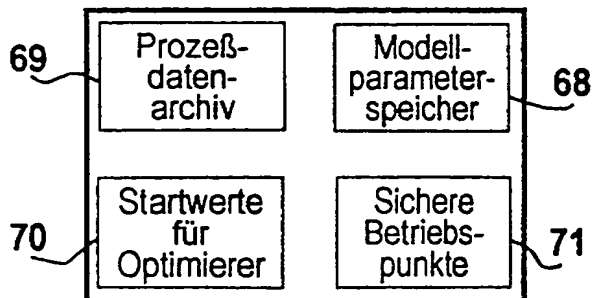 69
Prozeß-
daten-
archiv
Modell-
parameter-
speicher
68
70
Startwerte
für
Optimierer
Sichere
Betriebs-
punkte
71